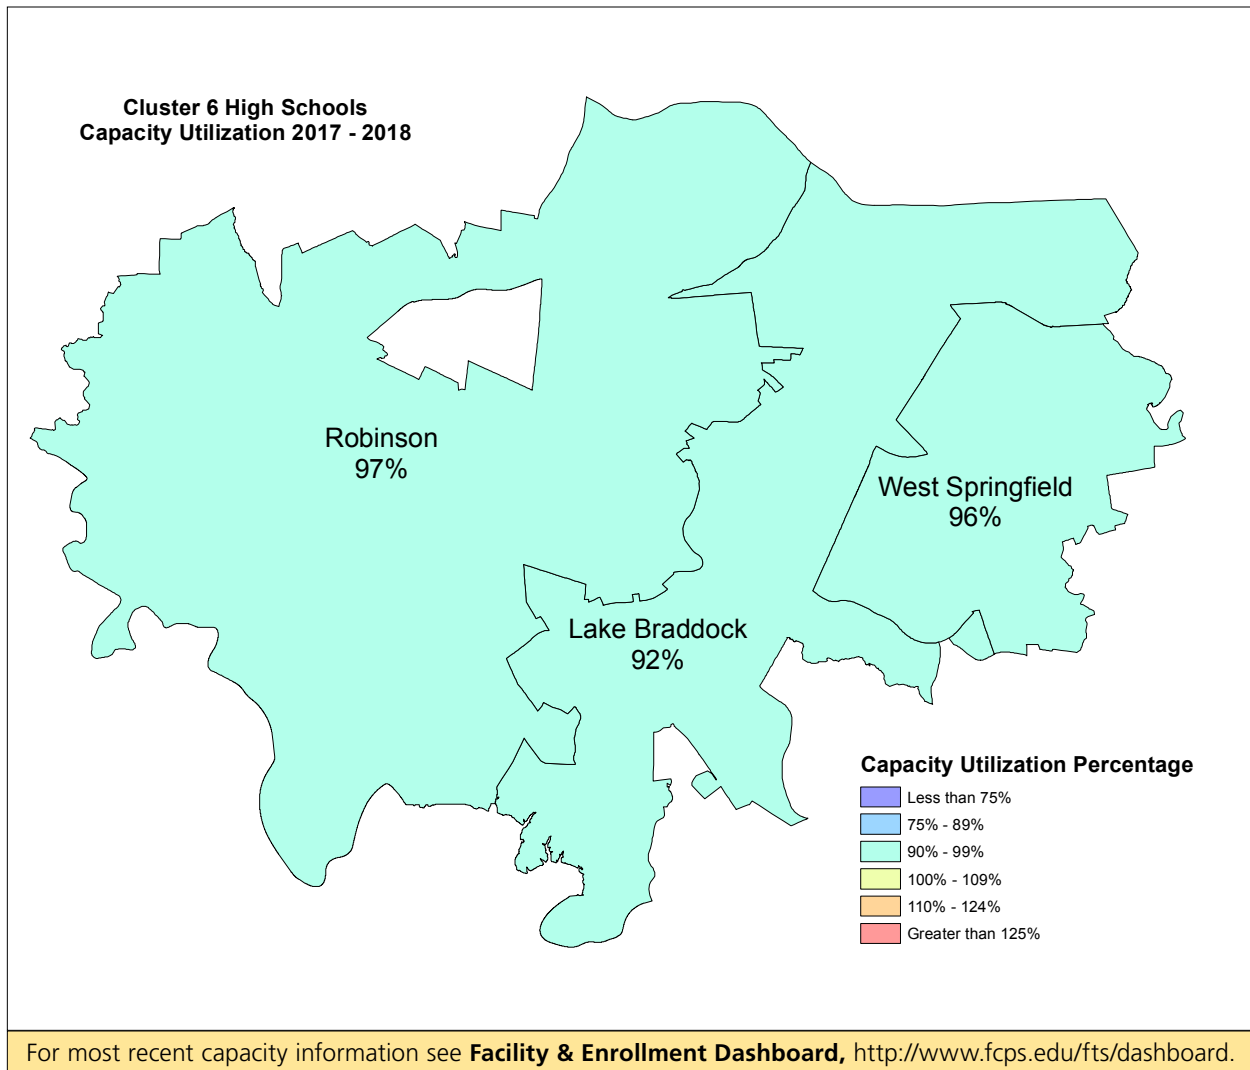 Cluster 6 High Schools
Capacity Utilization 2017 - 2018
Robinson
97%
West Springfield
96%
Lake Braddock
92%
Capacity Utilization Percentage
Less than 75%
75% - 89%
90% - 99%
100% - 109%
110% - 124%
Greater than 125%
For most recent capacity information see Facility & Enrollment Dashboard, http://www.fcps.edu/fts/dashboard.